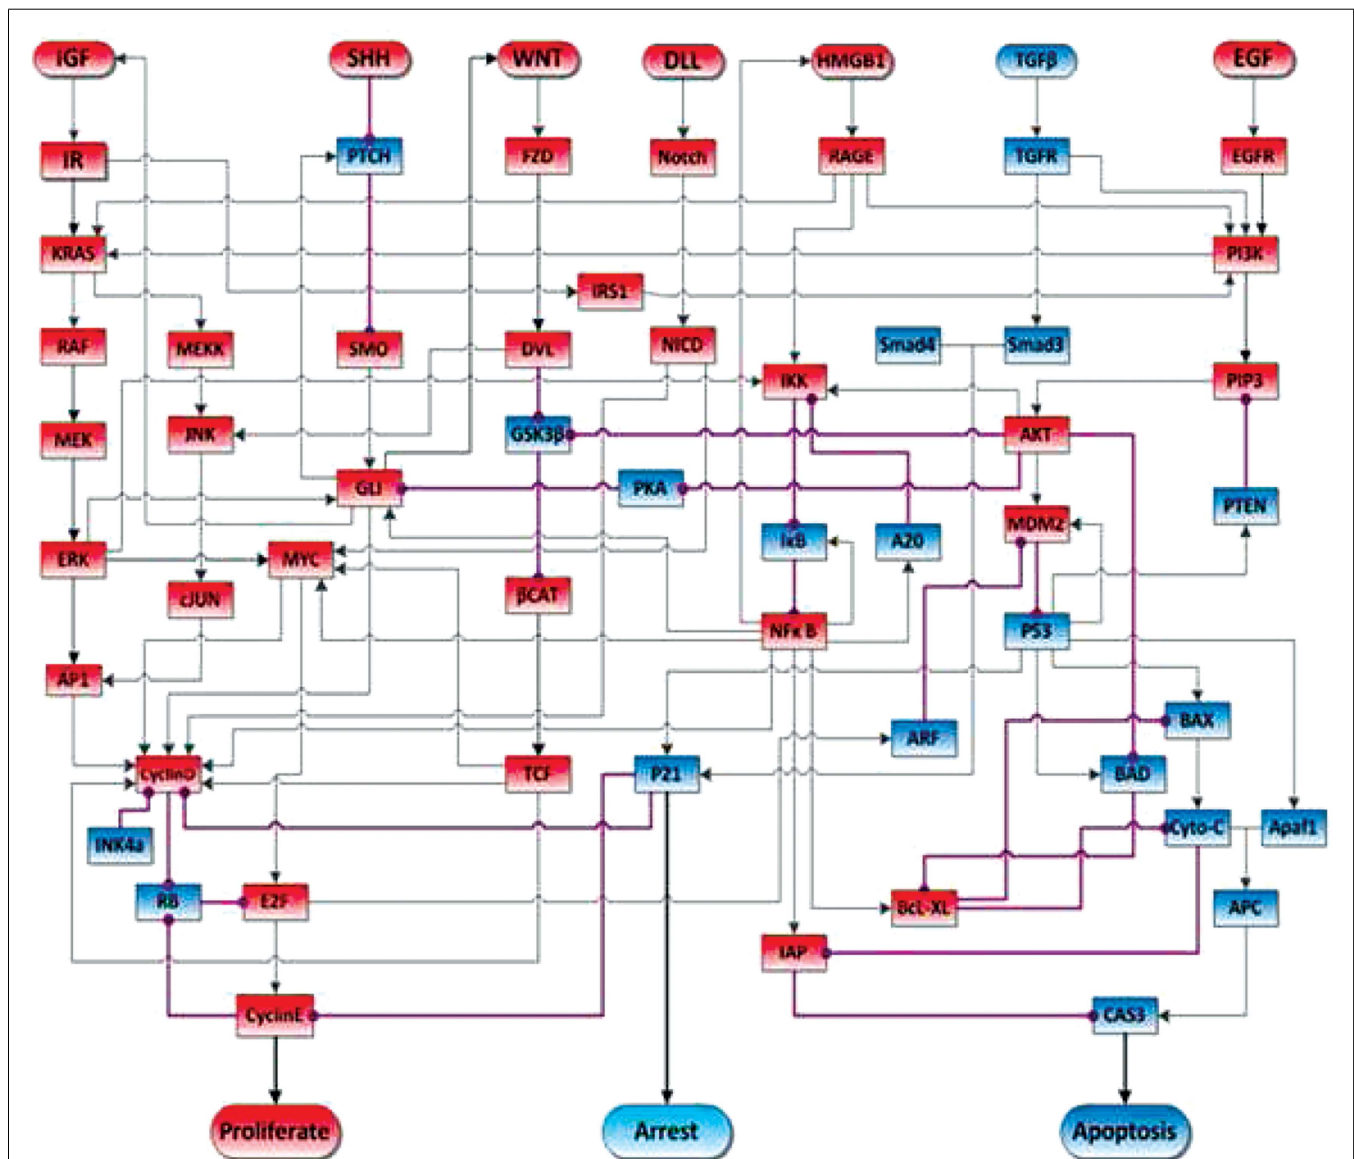 IGF
SHH
WNT
DLL
HMGB1
TGFβ
EGF
IR
PTCH
FZD
Notch
RAGE
TGFR
EGFR
KRAS
PI3K
IRS1
RAF
MEKK
SMO
DVL
NICD
IKK
Smad4
Smad3
PIP3
MEK
JNK
GSK3β
AKT
GLI
PKA
PTEN
MDM2
ERK
MYC
IκB
A20
cJUN
βCAT
NFκB
P53
AP1
BAX
ARF
CyclinD
TCF
P21
BAD
INK4a
Cyto-C
Apaf1
RB
E2F
BcL-XL
APC
IAP
CyclinE
CAS3
Proliferate
Arrest
Apoptosis